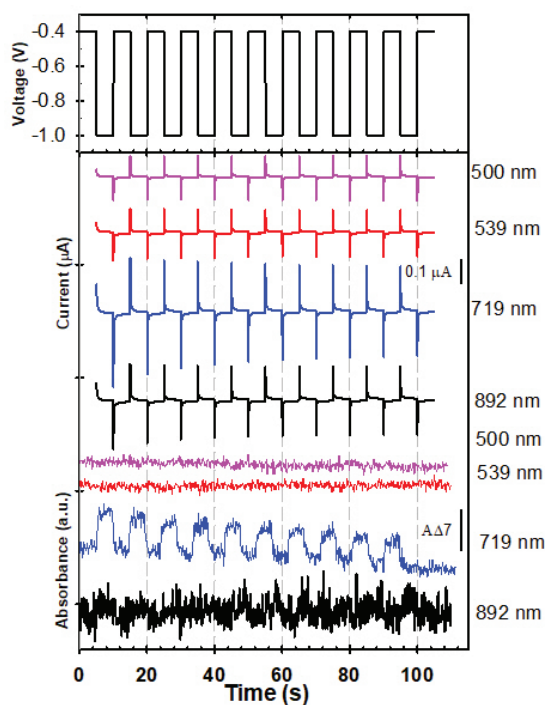 Voltage (V)
-0.4
-0.6
-0.8
-1.0
Current (µA)
500 nm
539 nm
0.1 µA
719 nm
892 nm
500 nm
539 nm
Absorbance (a.u.)
AΔ7
719 nm
892 nm
0 20 40 60 80 100
Time (s)